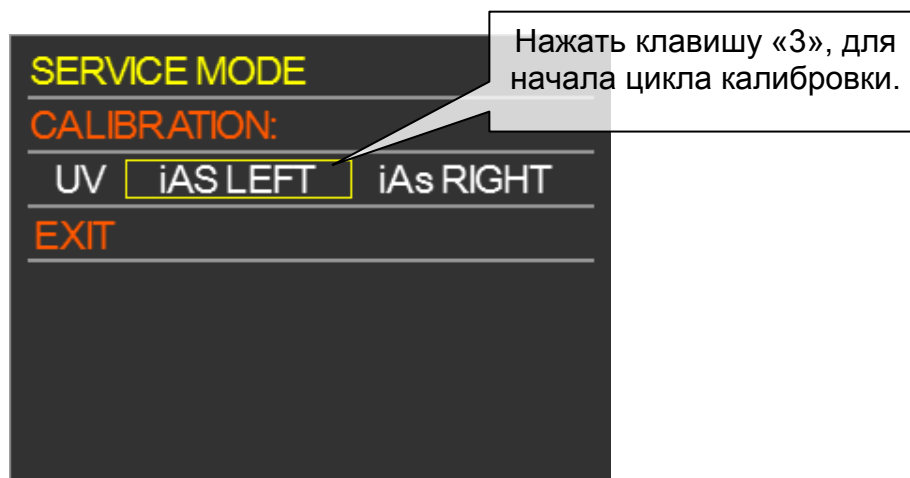 SERVICE MODE
Нажать клавишу «3», для
начала цикла калибровки.
CALIBRATION:
UV iAS LEFT iAs RIGHT
EXIT